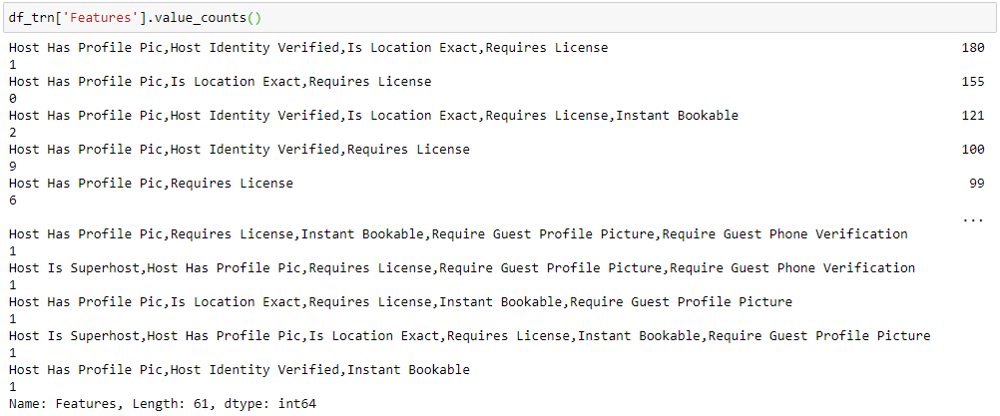 df_trn['Features'].value_counts()
Host Has Profile Pic,Host Identity Verified,Is Location Exact,Requires License 180
1
Host Has Profile Pic,Is Location Exact,Requires License 155
0
Host Has Profile Pic,Host Identity Verified,Is Location Exact,Requires License,Instant Bookable 121
2
Host Has Profile Pic,Host Identity Verified,Requires License 100
9
Host Has Profile Pic,Requires License 99
6
...
Host Has Profile Pic,Requires License,Instant Bookable,Require Guest Profile Picture,Require Guest Phone Verification
1
Host Is Superhost,Host Has Profile Pic,Requires License,Require Guest Profile Picture,Require Guest Phone Verification
1
Host Has Profile Pic,Is Location Exact,Requires License,Instant Bookable,Require Guest Profile Picture
1
Host Is Superhost,Host Has Profile Pic,Is Location Exact,Requires License,Instant Bookable,Require Guest Profile Picture
1
Host Has Profile Pic,Host Identity Verified,Instant Bookable
1
Name: Features, Length: 61, dtype: int64